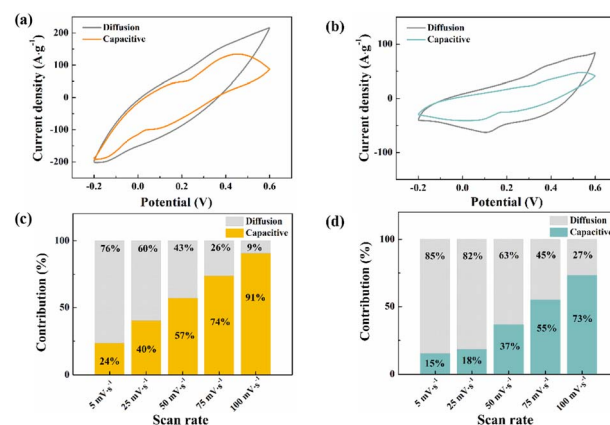 (a)
Diffusion
Capacitive
200
100
0
-100
-200
-0.2 0.0 0.2 0.4 0.6
Current density (A·g⁻¹)
Potential (V)
(b)
Diffusion
Capacitive
100
0
-100
-0.2 0.0 0.2 0.4 0.6
Current density (A·g⁻¹)
Potential (V)
(c)
Diffusion
Capacitive
100
50
0
Contribution (%)
76% 60% 43% 26% 9%
24% 40% 57% 74% 91%
5 mV·s⁻¹ 25 mV·s⁻¹ 50 mV·s⁻¹ 75 mV·s⁻¹ 100 mV·s⁻¹
Scan rate
(d)
Diffusion
Capacitive
100
50
0
Contribution (%)
85% 82% 63% 45% 27%
15% 18% 37% 55% 73%
5 mV·s⁻¹ 25 mV·s⁻¹ 50 mV·s⁻¹ 75 mV·s⁻¹ 100 mV·s⁻¹
Scan rate